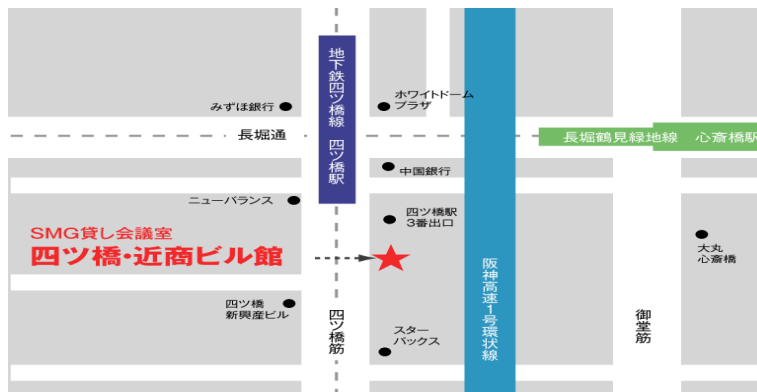 地下鉄四ツ橋線 四ツ橋駅
ホワイトドーム
プラザ
みずほ銀行
長堀通
長堀鶴見緑地線 心斎橋駅
中国銀行
ニューバランス
四ツ橋駅
3番出口
SMG貸し会議室
四ツ橋・近商ビル館
大丸
心斎橋
阪神高速1号環状線
四ツ橋
新興産ビル
四ツ橋筋
御堂筋
スター
バックス